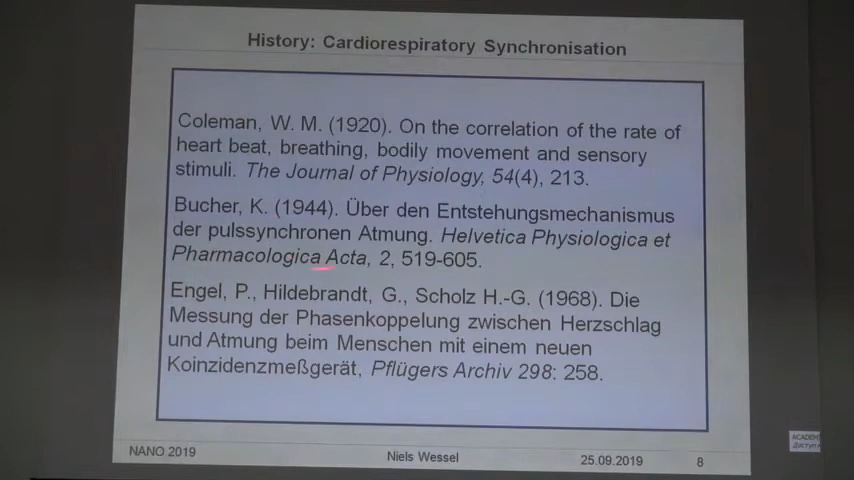 History: Cardiorespiratory Synchronisation
Coleman, W. M. (1920). On the correlation of the rate of
heart beat, breathing, bodily movement and sensory
stimuli. The Journal of Physiology, 54(4), 213.
Bucher, K. (1944). Über den Entstehungsmechanismus
der pulssynchronen Atmung. Helvetica Physiologica et
Pharmacologica Acta, 2, 519-605.
Engel, P., Hildebrandt, G., Scholz H.-G. (1968). Die
Messung der Phasenkoppelung zwischen Herzschlag
und Atmung beim Menschen mit einem neuen
Koinzidenzmeßgerät, Pflügers Archiv 298: 258.
NANO 2019
Niels Wessel
25.09.2019
8
ACADEM